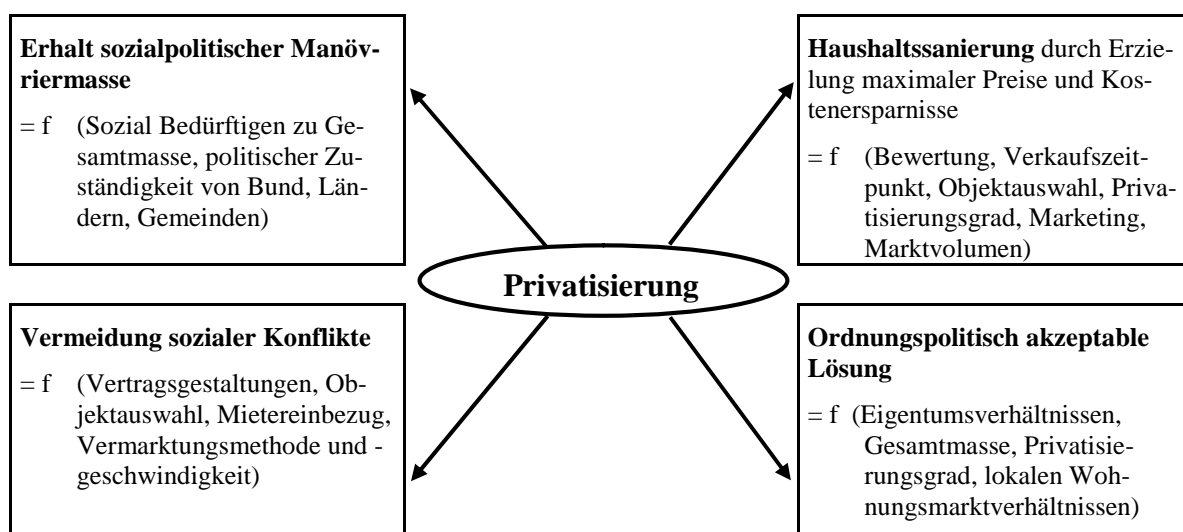 Erhalt sozialpolitischer Manöv-
riermasse
= f (Sozial Bedürftigen zu Ge-
samtmasse, politischer Zu-
ständigkeit von Bund, Län-
dern, Gemeinden)
Haushaltssanierung durch Erzie-
lung maximaler Preise und Kos-
tenersparnisse
= f (Bewertung, Verkaufszeit-
punkt, Objektauswahl, Priva-
tisierungsgrad, Marketing,
Marktvolumen)
Privatisierung
Vermeidung sozialer Konflikte
= f (Vertragsgestaltungen, Ob-
jektauswahl, Mietereinbezug,
Vermarktungsmethode und -
geschwindigkeit)
Ordnungspolitisch akzeptable
Lösung
= f (Eigentumsverhältnissen,
Gesamtmasse, Privatisie-
rungsgrad, lokalen Woh-
nungsmarktverhältnissen)